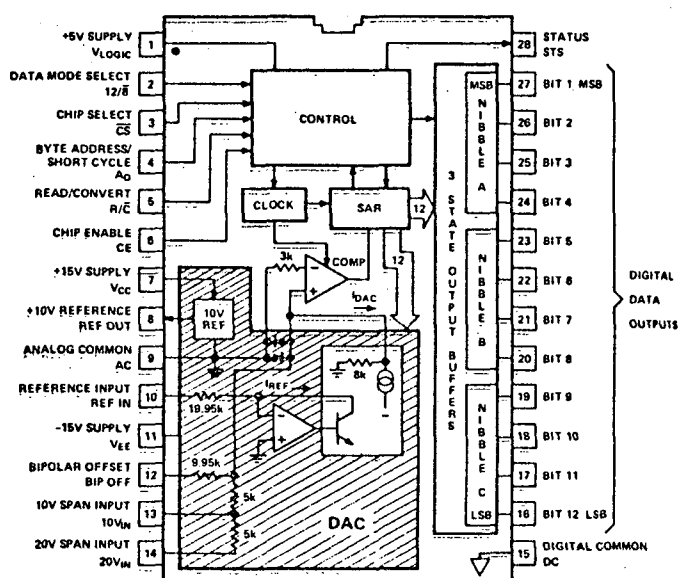 +5V SUPPLY
VLOGIC
1
DATA MODE SELECT
12/8̅
2
CHIP SELECT
C̅S̅
3
BYTE ADDRESS/
SHORT CYCLE
AO
4
READ/CONVERT
R/C̅
5
CHIP ENABLE
CE
6
+15V SUPPLY
VCC
7
+10V REFERENCE
REF OUT
8
ANALOG COMMON
AC
9
REFERENCE INPUT
REF IN
10
-15V SUPPLY
VEE
11
BIPOLAR OFFSET
BIP OFF
12
10V SPAN INPUT
10VIN
13
20V SPAN INPUT
20VIN
14
CONTROL
CLOCK
SAR
12
12
3k
COMP
IDAC
10V
REF
IREF
19.95k
8k
9.95k
5k
5k
DAC
3 STATE OUTPUT BUFFERS
MSB
NIBBLE A
NIBBLE B
NIBBLE C
LSB
28
STATUS
STS
27
BIT 1 MSB
26
BIT 2
25
BIT 3
24
BIT 4
23
BIT 5
22
BIT 6
21
BIT 7
20
BIT 8
19
BIT 9
18
BIT 10
17
BIT 11
16
BIT 12 LSB
15
DIGITAL COMMON
DC
DIGITAL
DATA
OUTPUTS